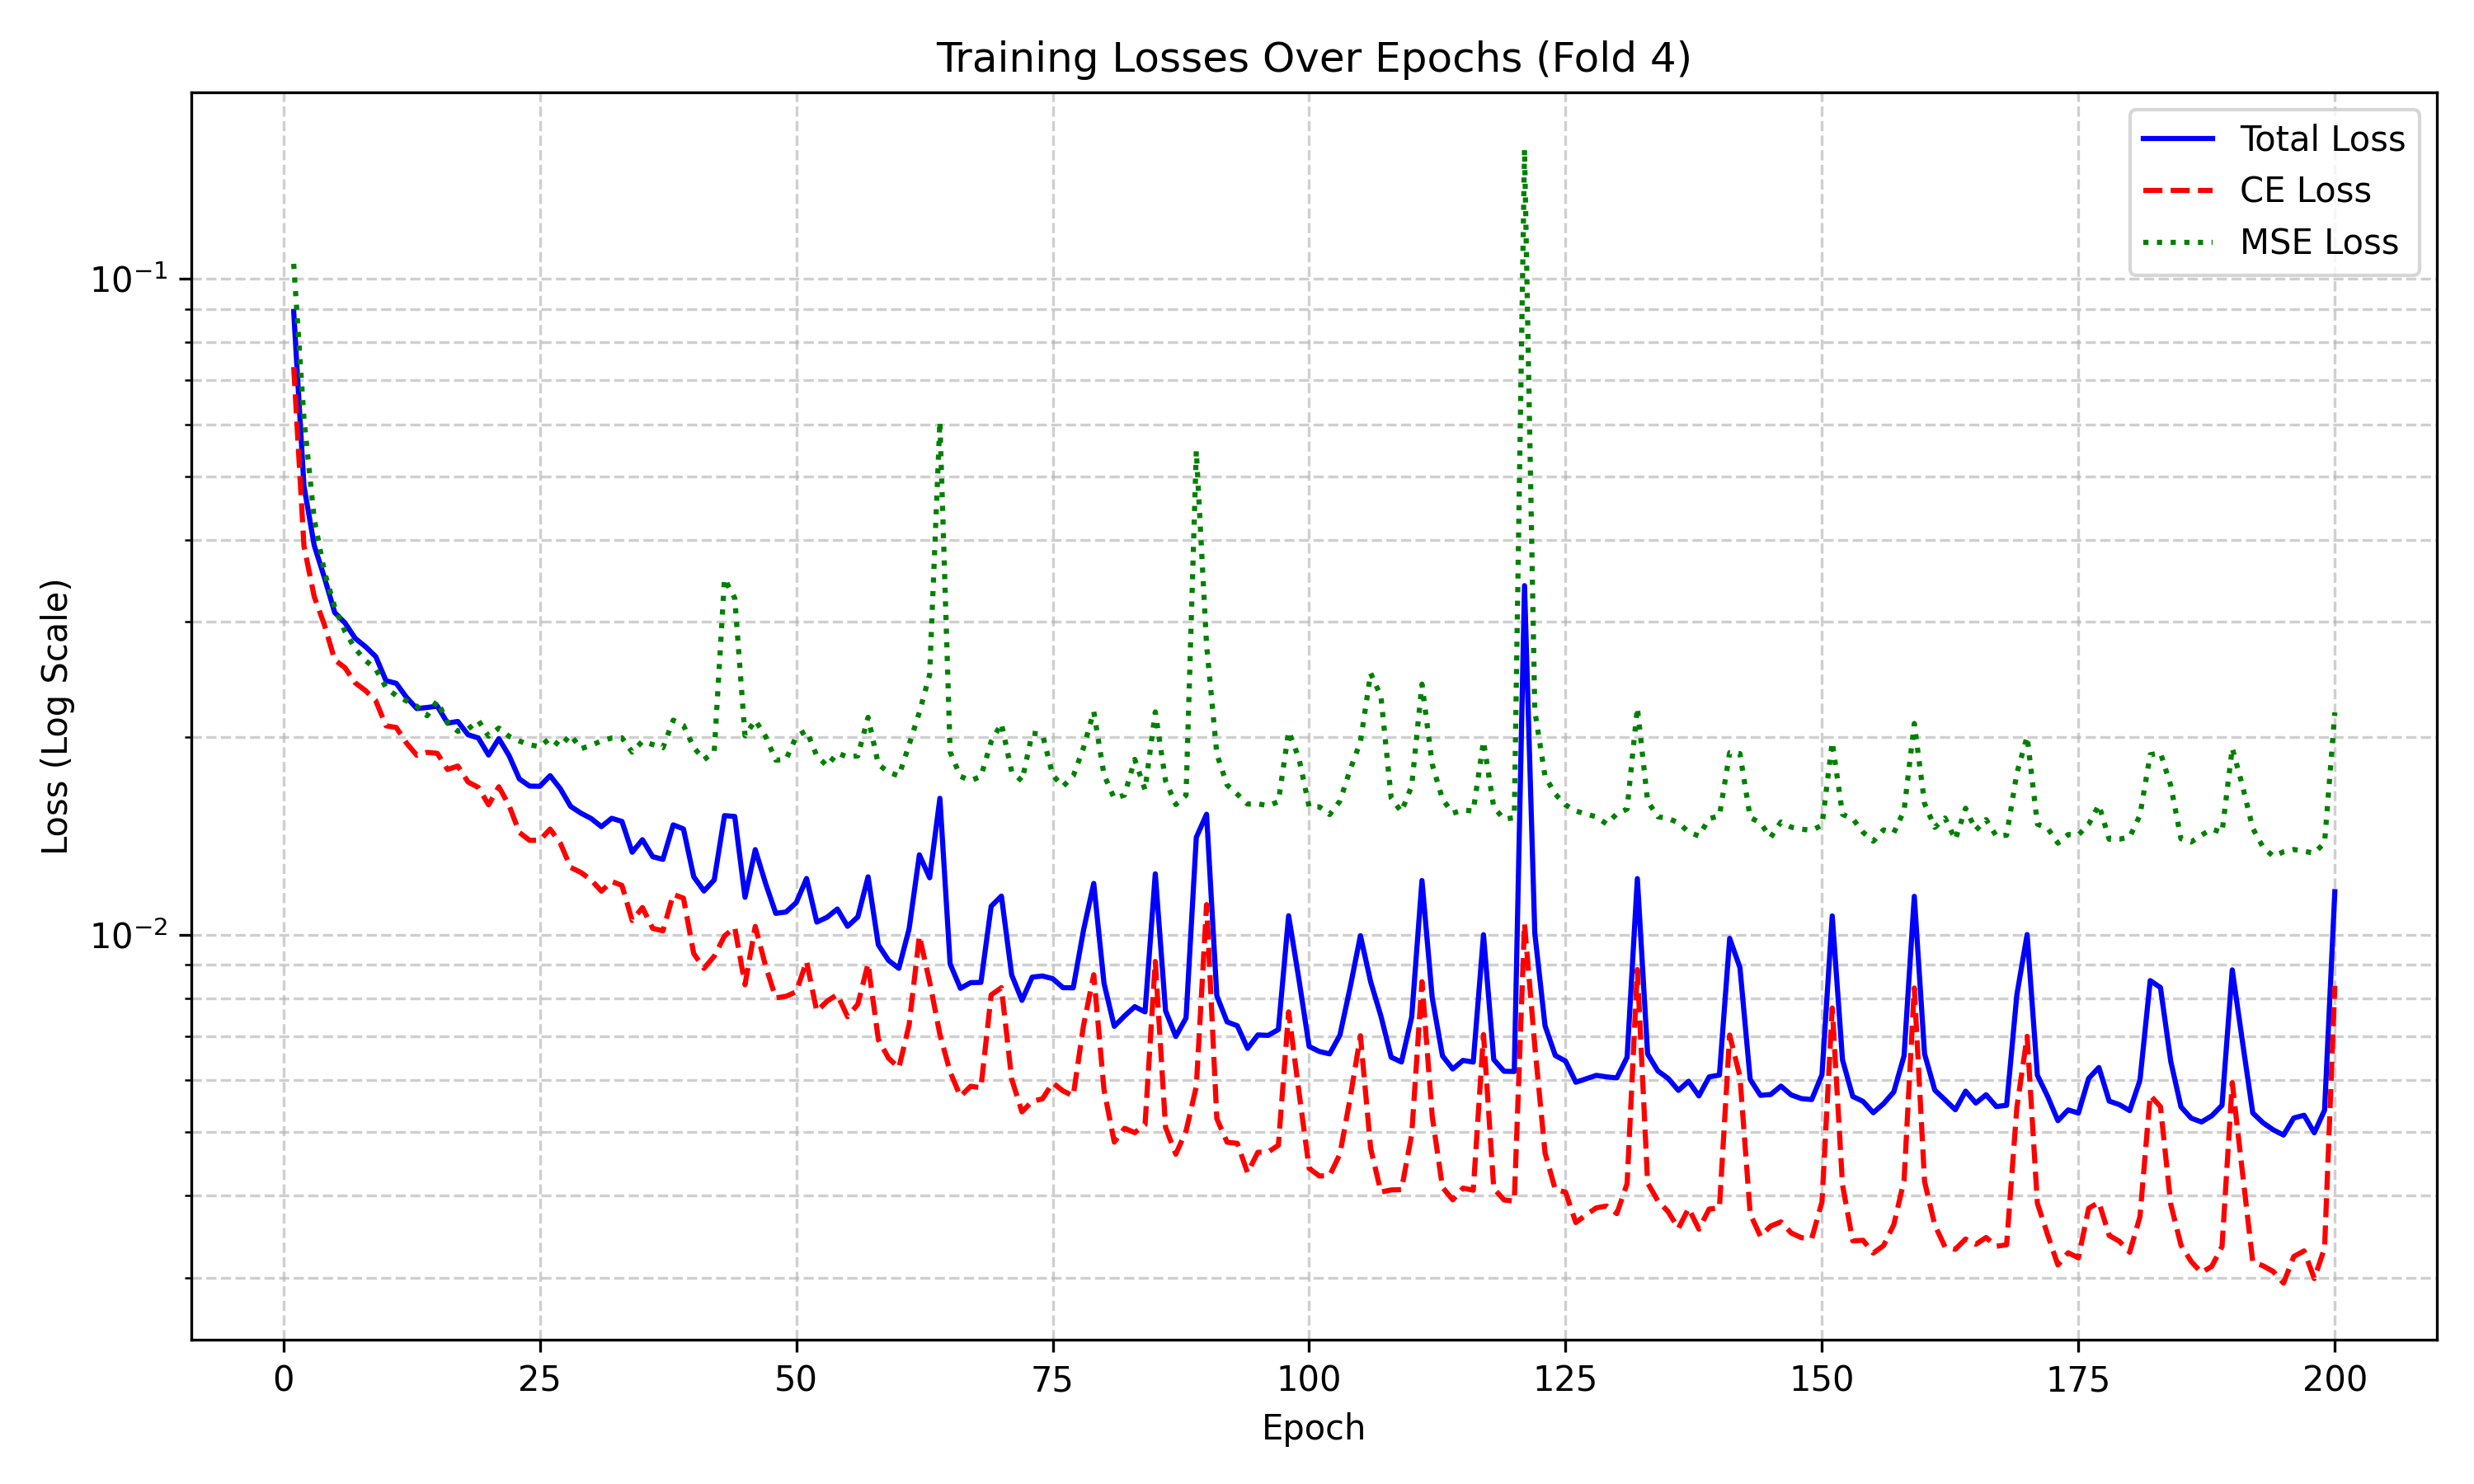 Training Losses Over Epochs (Fold 4)
Total Loss
CE Loss
MSE Loss
Loss (Log Scale)
10⁻¹
10⁻²
0 25 50 75 100 125 150 175 200
Epoch